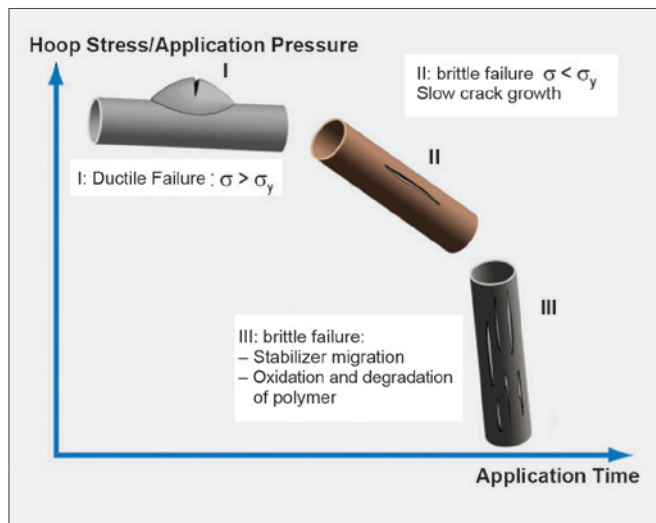 Hoop Stress/Application Pressure
I
II: brittle failure σ < σy
Slow crack growth
II
I: Ductile Failure : σ > σy
III
III: brittle failure:
– Stabilizer migration
– Oxidation and degradation
of polymer
Application Time